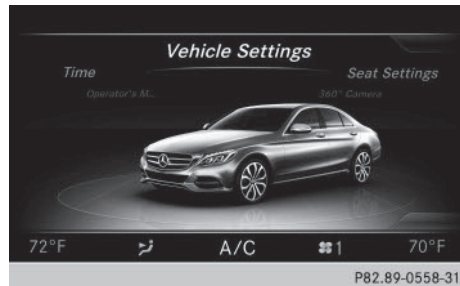 Vehicle Settings
Time Seat Settings
Operator's M... 360° Camera
72°F A/C 1 70°F
P82.89-0558-31